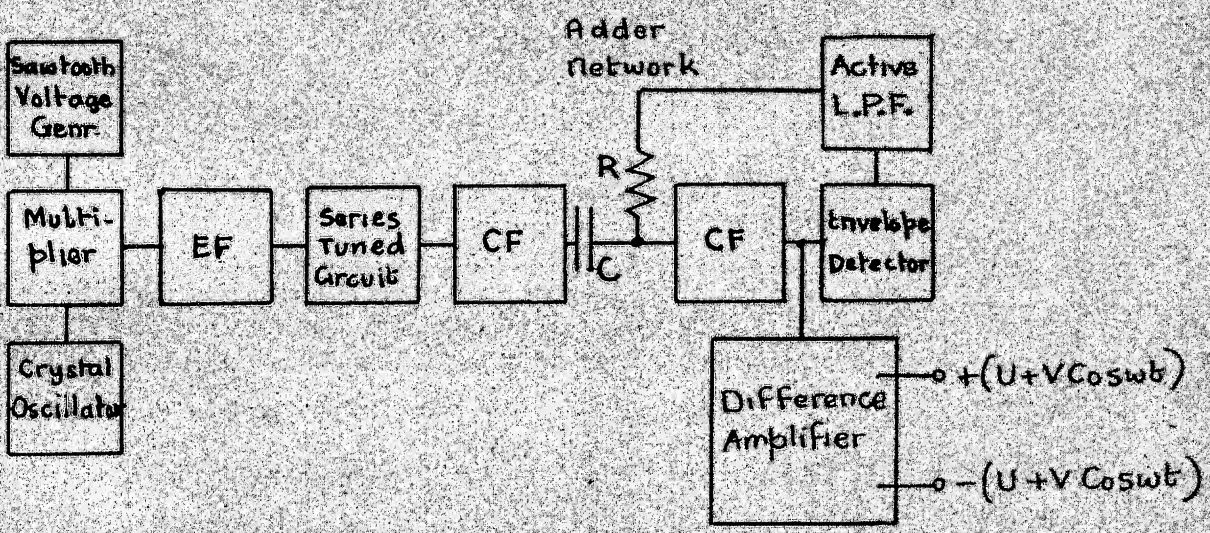 Adder
network
Sawtooth
Voltage
Genr.
Active
L.P.F.
R
Multi-
plier
EF
Series
Tuned
Circuit
CF
C
CF
Envelope
Detector
Crystal
Oscillator
Difference
Amplifier
+(U+VCoswt)
-(U+VCoswt)